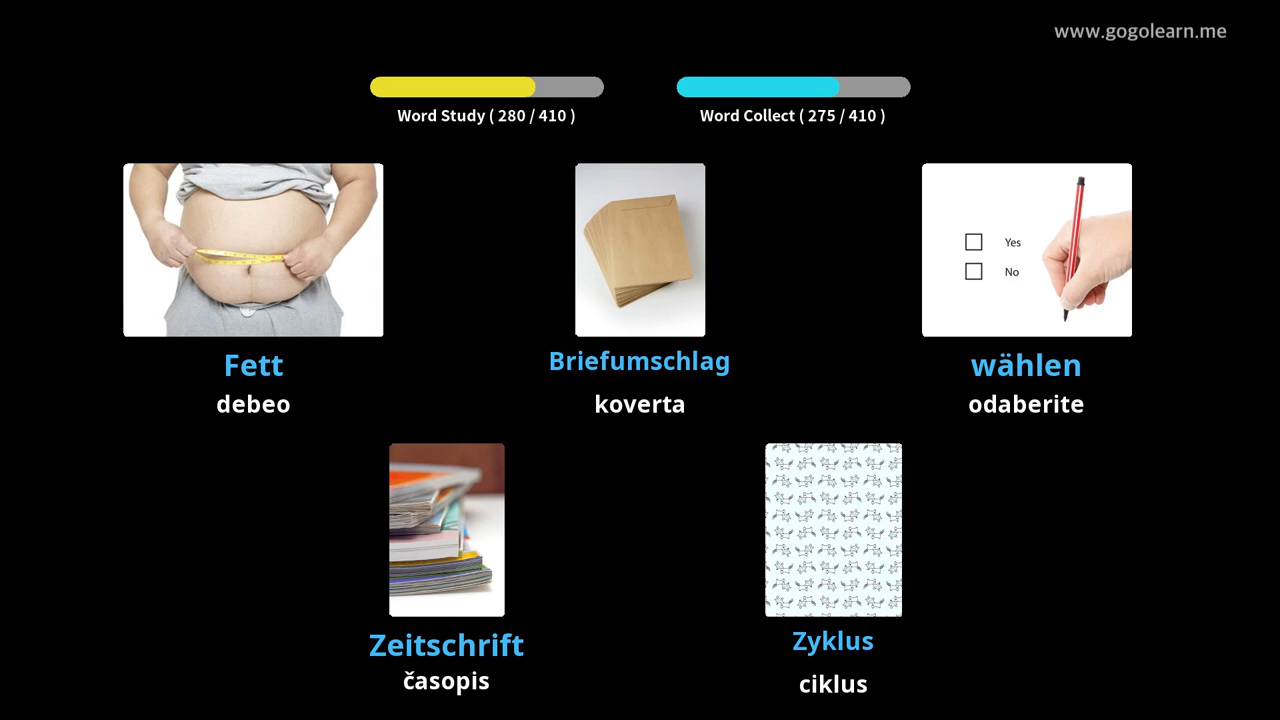 www.gogolearn.me
Word Study ( 280 / 410 )
Word Collect ( 275 / 410 )
Yes
No
Fett
debeo
Briefumschlag
koverta
wählen
odaberite
Zeitschrift
časopis
Zyklus
ciklus